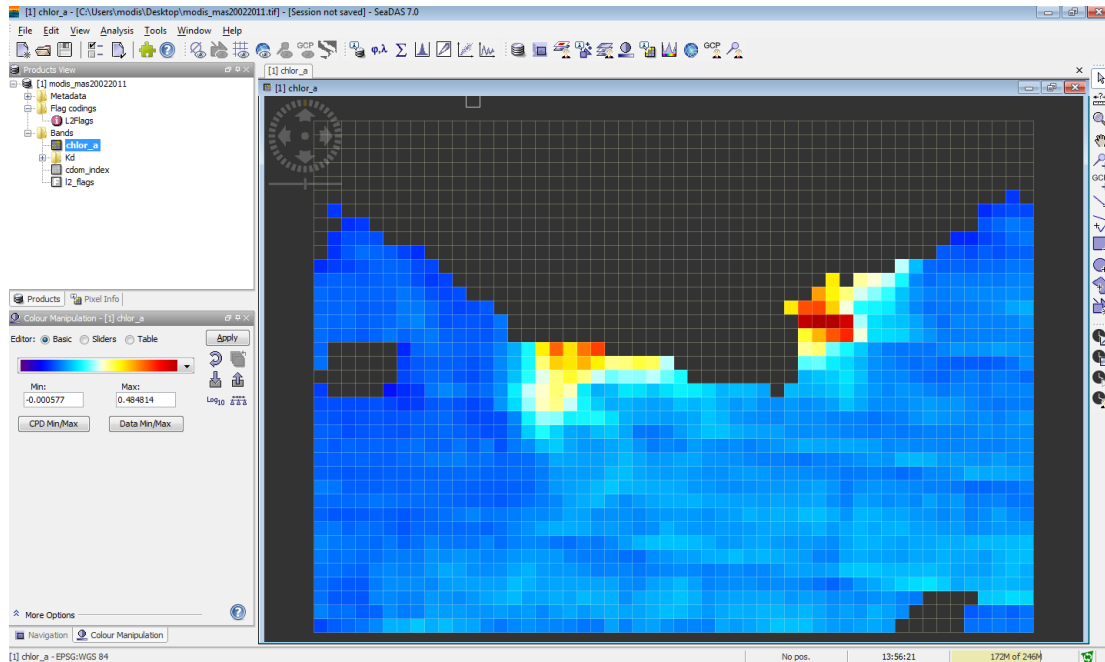 [1] chlor_a - [C:\Users\modis\Desktop\modis_mas20022011.tif] - [Session not saved] - SeaDAS 7.0
File Edit View Analysis Tools Window Help
GCP φ,λ Σ GCP
Products View
[1] modis_mas20022011
Metadata
Flag codings
L2Flags
Bands
chlor_a
Kd
cdom_index
l2_flags
Products Pixel Info
Colour Manipulation - [1] chlor_a
Editor: Basic Sliders Table Apply
Min: Max:
-0.000577 0.484814
Log10
CPD Min/Max Data Min/Max
More Options
Navigation Colour Manipulation
[1] chlor_a
[1] chlor_a
GCP
[1] chlor_a - EPSG:WGS 84 No pos. 13:56:21 172M of 246M